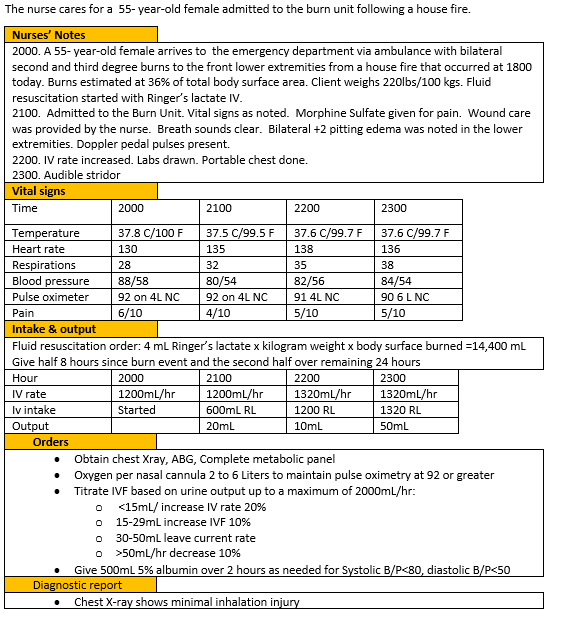 The nurse cares for a  55- year-old female admitted to the burn unit following a house fire.
Nurses' Notes
2000. A 55- year-old female arrives to  the emergency department via ambulance with bilateral
second and third degree burns to the front lower extremities from a house fire that occurred at 1800
today. Burns estimated at 36% of total body surface area. Client weighs 220lbs/100 kgs. Fluid
resuscitation started with Ringer's lactate IV.
2100.  Admitted to the Burn Unit. Vital signs as noted.  Morphine Sulfate given for pain.  Wound care
was provided by the nurse.  Breath sounds clear.  Bilateral +2 pitting edema was noted in the lower
extremities. Doppler pedal pulses present.
2200. IV rate increased. Labs drawn. Portable chest done.
2300. Audible stridor
Vital signs
Time 2000 2100 2200 2300
Temperature 37.8 C/100 F 37.5 C/99.5 F 37.6 C/99.7 F 37.6 C/99.7 F
Heart rate 130 135 138 136
Respirations 28 32 35 38
Blood pressure 88/58 80/54 82/56 84/54
Pulse oximeter 92 on 4L NC 92 on 4L NC 91 4L NC 90 6 L NC
Pain 6/10 4/10 5/10 5/10
Intake & output
Fluid resuscitation order: 4 mL Ringer's lactate x kilogram weight x body surface burned =14,400 mL
Give half 8 hours since burn event and the second half over remaining 24 hours
Hour 2000 2100 2200 2300
IV rate 1200mL/hr 1200mL/hr 1320mL/hr 1320mL/hr
Iv intake Started 600mL RL 1200 RL 1320 RL
Output 20mL 10mL 50mL
Orders
• Obtain chest Xray, ABG, Complete metabolic panel
• Oxygen per nasal cannula 2 to 6 Liters to maintain pulse oximetry at 92 or greater
• Titrate IVF based on urine output up to a maximum of 2000mL/hr:
o <15mL/ increase IV rate 20%
o 15-29mL increase IVF 10%
o 30-50mL leave current rate
o >50mL/hr decrease 10%
• Give 500mL 5% albumin over 2 hours as needed for Systolic B/P<80, diastolic B/P<50
Diagnostic report
• Chest X-ray shows minimal inhalation injury